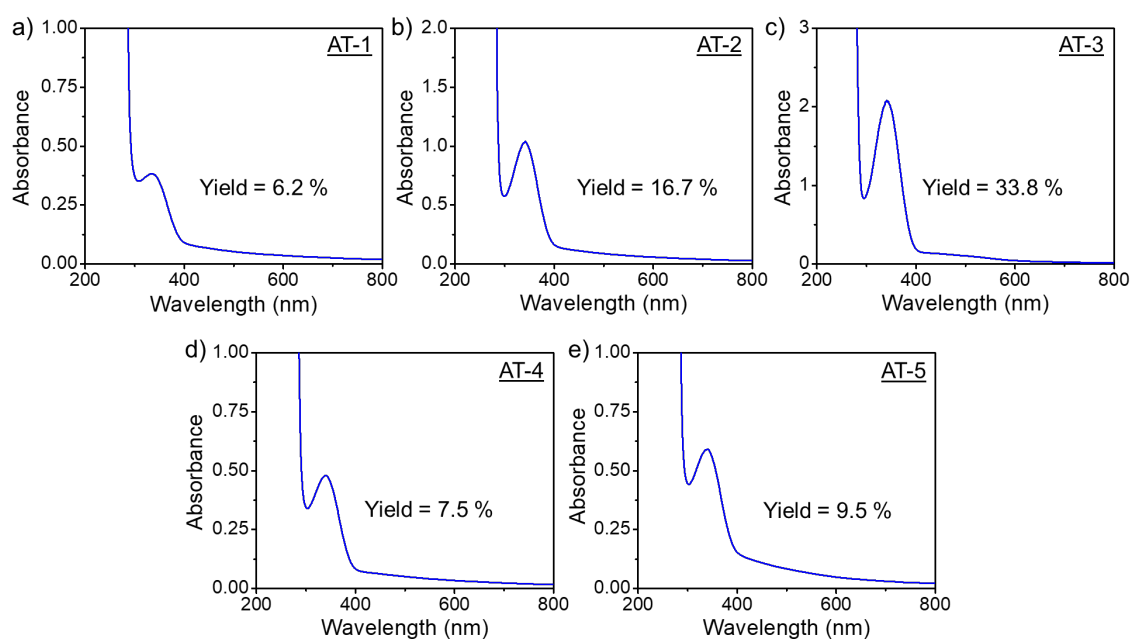 a)
AT-1
1.00
0.75
0.50
0.25
0.00
Absorbance
Yield = 6.2 %
200 400 600 800
Wavelength (nm)
b)
AT-2
2.0
1.5
1.0
0.5
0.0
Absorbance
Yield = 16.7 %
200 400 600 800
Wavelength (nm)
c)
AT-3
3
2
1
0
Absorbance
Yield = 33.8 %
200 400 600 800
Wavelength (nm)
d)
AT-4
1.00
0.75
0.50
0.25
0.00
Absorbance
Yield = 7.5 %
200 400 600 800
Wavelength (nm)
e)
AT-5
1.00
0.75
0.50
0.25
0.00
Absorbance
Yield = 9.5 %
200 400 600 800
Wavelength (nm)